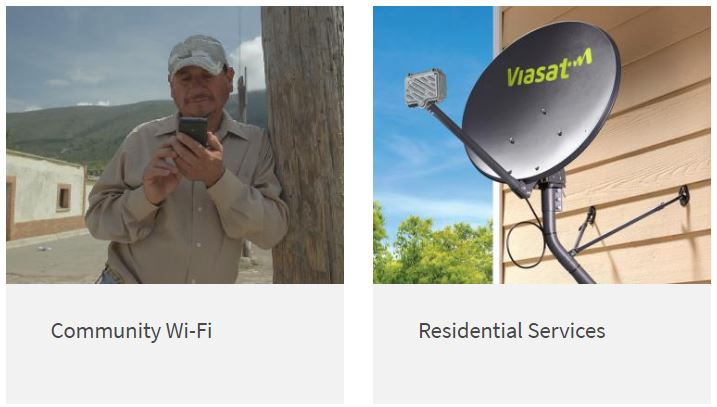 Viasat
Community Wi-Fi
Residential Services